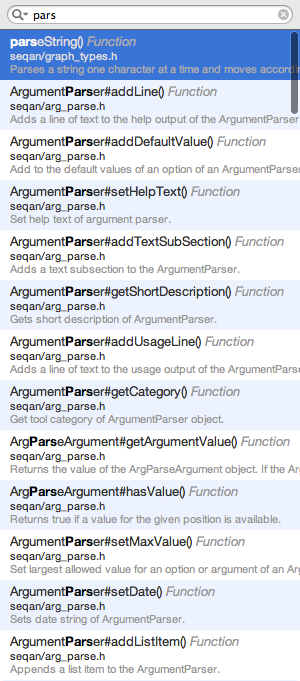 pars
parseString() Function
seqan/graph_types.h
Parses a string one character at a time and moves accordin
ArgumentParser#addLine() Function
seqan/arg_parse.h
Adds a line of text to the help output of the ArgumentParser
ArgumentParser#addDefaultValue() Function
seqan/arg_parse.h
Add to the default values of an option of an ArgumentParser
ArgumentParser#setHelpText() Function
seqan/arg_parse.h
Set help text of argument parser.
ArgumentParser#addTextSubSection() Function
seqan/arg_parse.h
Adds a text subsection to the ArgumentParser.
ArgumentParser#getShortDescription() Function
seqan/arg_parse.h
Gets short description of ArgumentParser.
ArgumentParser#addUsageLine() Function
seqan/arg_parse.h
Adds a line of text to the usage output of the ArgumentParser
ArgumentParser#getCategory() Function
seqan/arg_parse.h
Get tool category of ArgumentParser object.
ArgParseArgument#getArgumentValue() Function
seqan/arg_parse.h
Returns the value of the ArgParseArgument object. If the Ar
ArgParseArgument#hasValue() Function
seqan/arg_parse.h
Returns true if a value for the given position is available.
ArgumentParser#setMaxValue() Function
seqan/arg_parse.h
Set largest allowed value for an option or argument of an Ar
ArgumentParser#setDate() Function
seqan/arg_parse.h
Sets date string of ArgumentParser.
ArgumentParser#addListItem() Function
seqan/arg_parse.h
Appends a list item to the ArgumentParser.